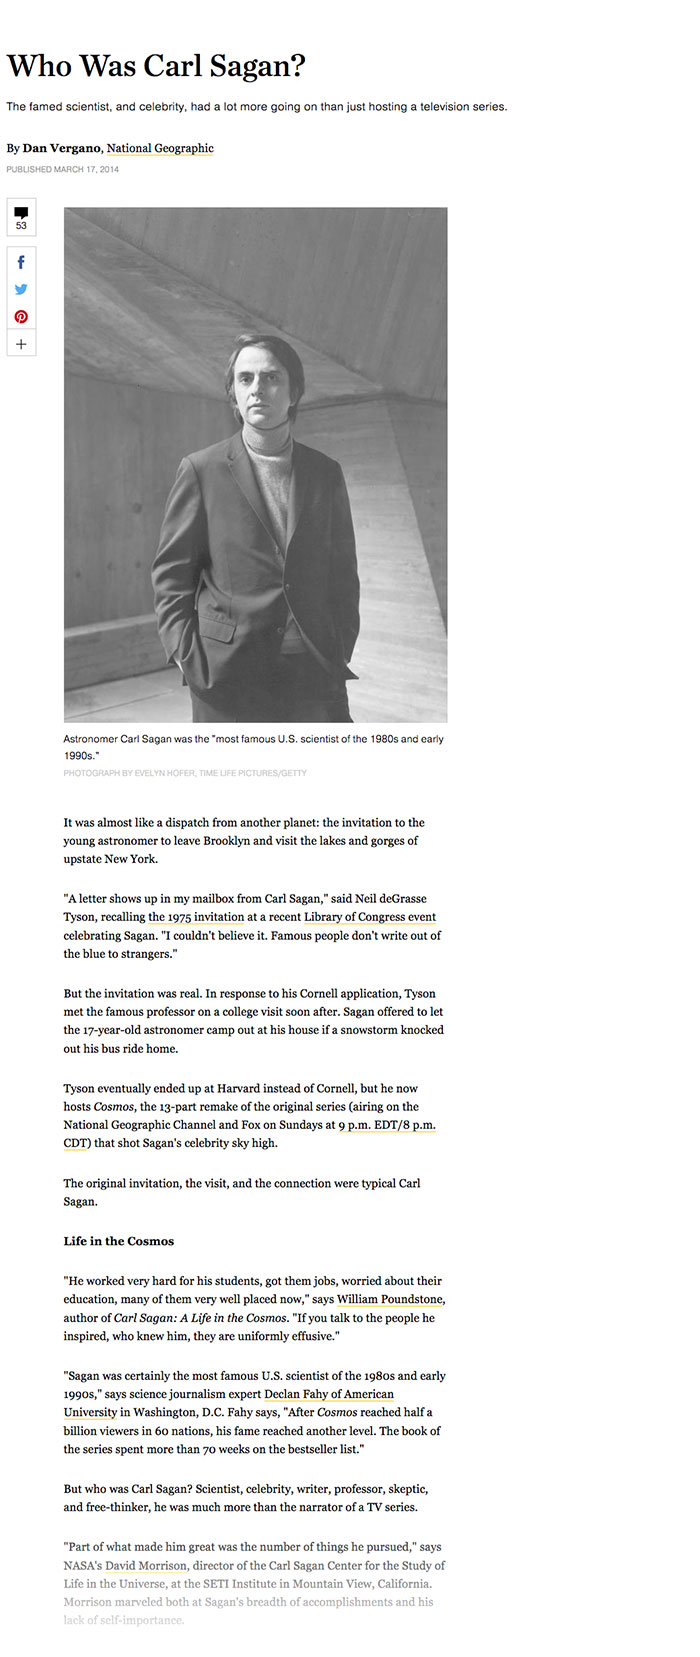 Who Was Carl Sagan?
The famed scientist, and celebrity, had a lot more going on than just hosting a television series.
By Dan Vergano, National Geographic
PUBLISHED MARCH 17, 2014
53
Astronomer Carl Sagan was the "most famous U.S. scientist of the 1980s and early
1990s."
PHOTOGRAPH BY EVELYN HOFER, TIME LIFE PICTURES/GETTY
It was almost like a dispatch from another planet: the invitation to the
young astronomer to leave Brooklyn and visit the lakes and gorges of
upstate New York.
"A letter shows up in my mailbox from Carl Sagan," said Neil deGrasse
Tyson, recalling the 1975 invitation at a recent Library of Congress event
celebrating Sagan. "I couldn't believe it. Famous people don't write out of
the blue to strangers."
But the invitation was real. In response to his Cornell application, Tyson
met the famous professor on a college visit soon after. Sagan offered to let
the 17-year-old astronomer camp out at his house if a snowstorm knocked
out his bus ride home.
Tyson eventually ended up at Harvard instead of Cornell, but he now
hosts Cosmos, the 13-part remake of the original series (airing on the
National Geographic Channel and Fox on Sundays at 9 p.m. EDT/8 p.m.
CDT) that shot Sagan's celebrity sky high.
The original invitation, the visit, and the connection were typical Carl
Sagan.
Life in the Cosmos
"He worked very hard for his students, got them jobs, worried about their
education, many of them very well placed now," says William Poundstone,
author of Carl Sagan: A Life in the Cosmos. "If you talk to the people he
inspired, who knew him, they are uniformly effusive."
"Sagan was certainly the most famous U.S. scientist of the 1980s and early
1990s," says science journalism expert Declan Fahy of American
University in Washington, D.C. Fahy says, "After Cosmos reached half a
billion viewers in 60 nations, his fame reached another level. The book of
the series spent more than 70 weeks on the bestseller list."
But who was Carl Sagan? Scientist, celebrity, writer, professor, skeptic,
and free-thinker, he was much more than the narrator of a TV series.
"Part of what made him great was the number of things he pursued," says
NASA's David Morrison, director of the Carl Sagan Center for the Study of
Life in the Universe, at the SETI Institute in Mountain View, California.
Morrison marveled both at Sagan's breadth of accomplishments and his
lack of self-importance.